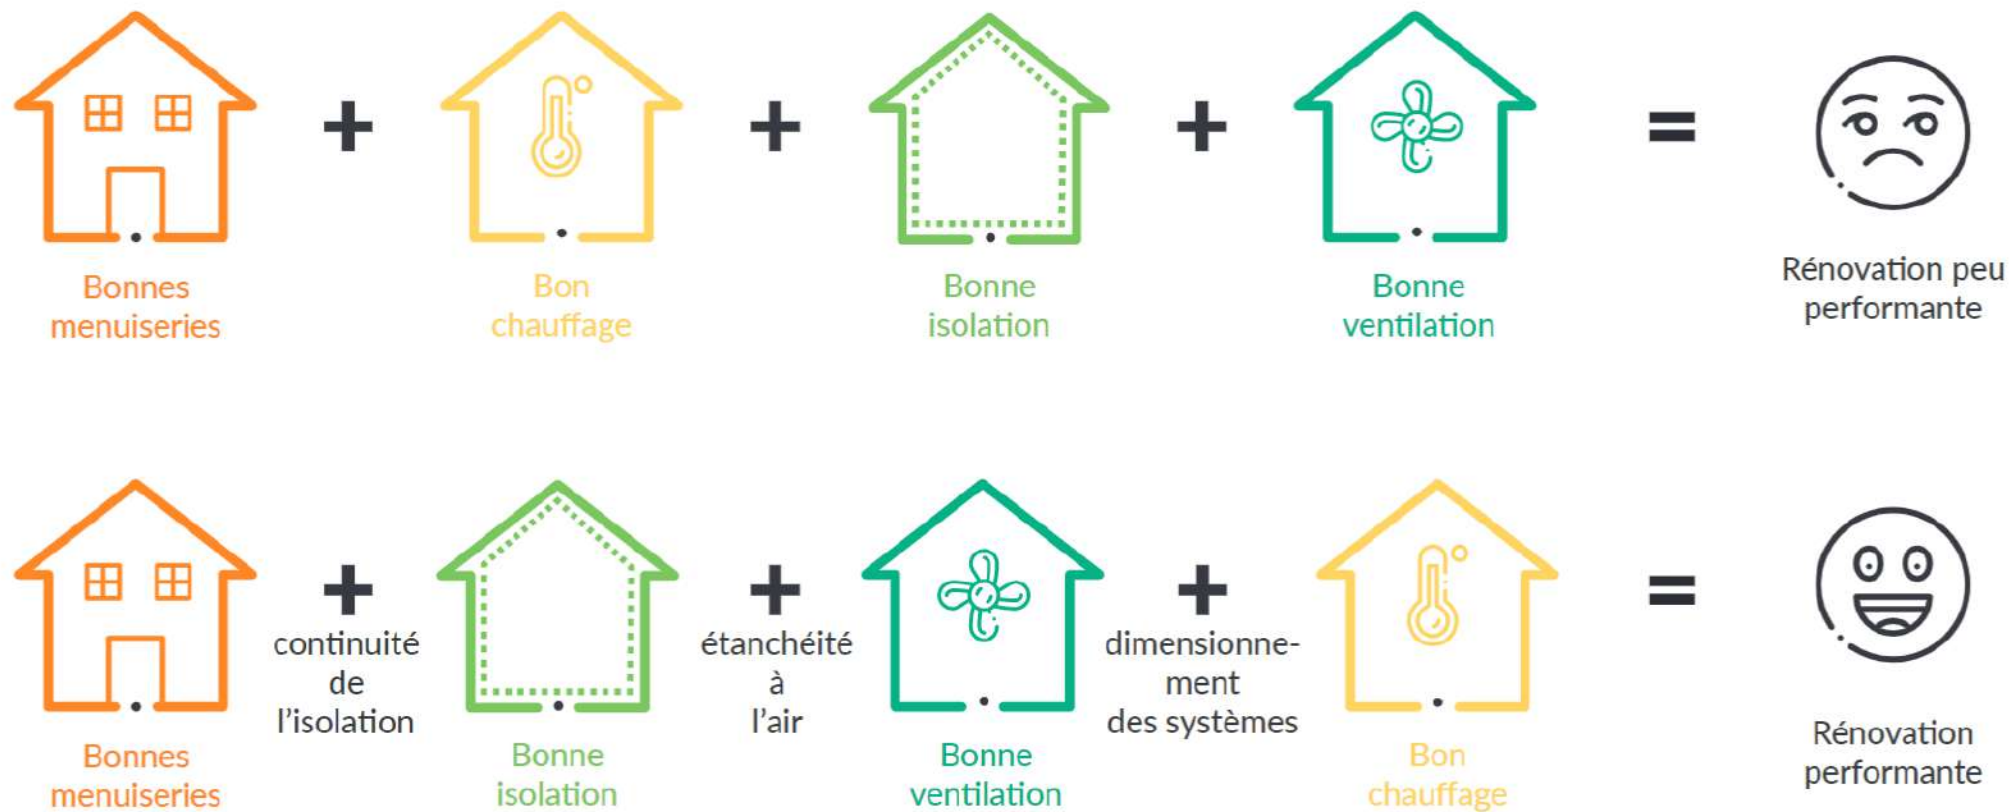 +
+
+
=
Bonnes
menuiseries
Bon
chauffage
Bonne
isolation
Bonne
ventilation
Rénovation peu
performante
+
continuité
de
l’isolation
+
étanchéité
à
l’air
+
dimensionne-
ment
des systèmes
=
Bonnes
menuiseries
Bonne
isolation
Bonne
ventilation
Bon
chauffage
Rénovation
performante